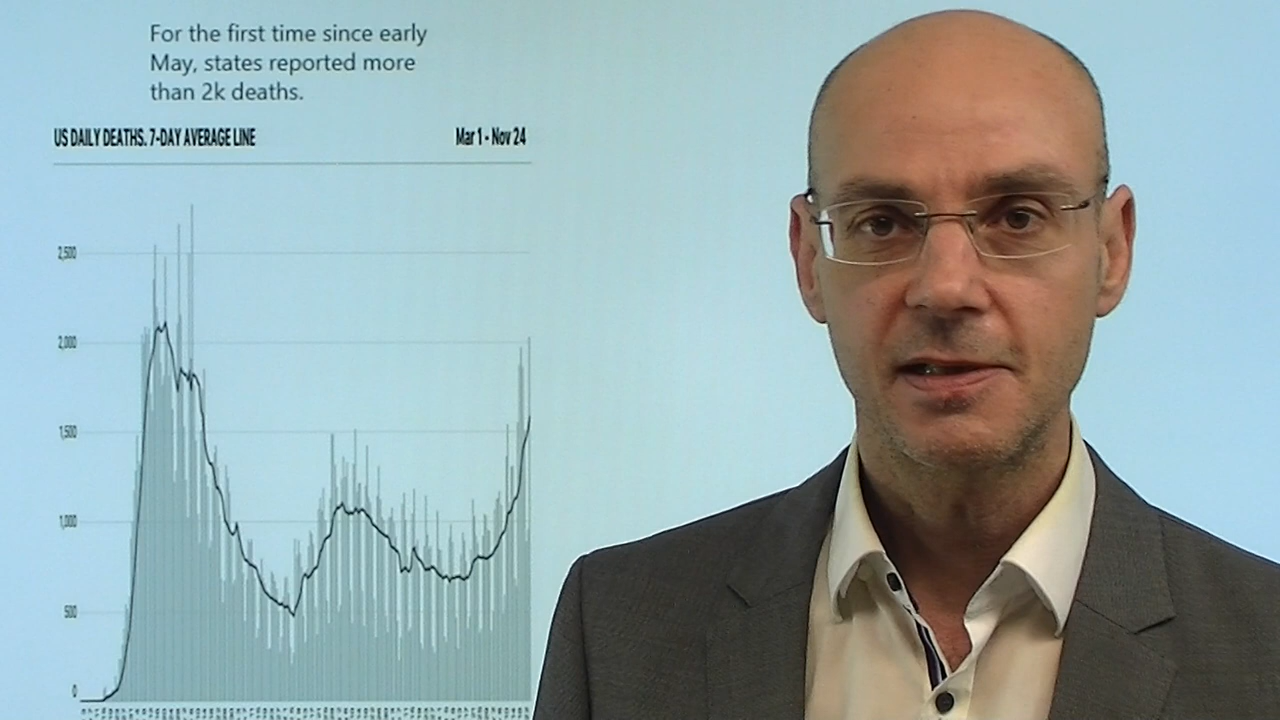 For the first time since early
May, states reported more
than 2k deaths.
US DAILY DEATHS. 7-DAY AVERAGE LINE Mar 1 - Nov 24
2,500
2,000
1,500
1,000
500
0